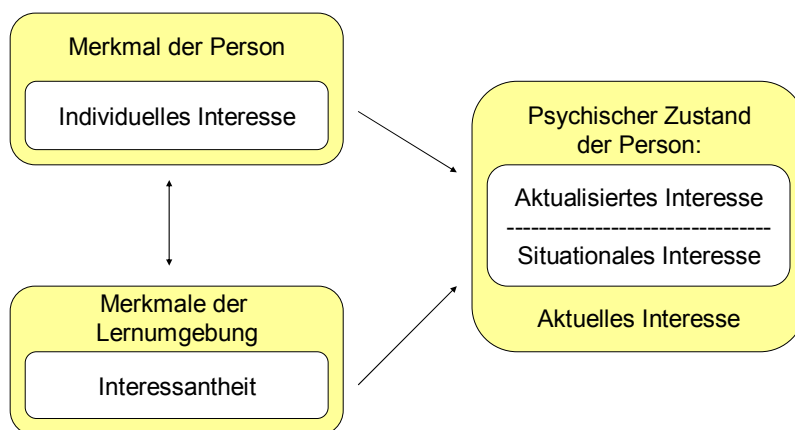 Merkmal der Person
Individuelles Interesse
Merkmale der
Lernumgebung
Interessantheit
Psychischer Zustand
der Person:
Aktualisiertes Interesse
---------------------------------
Situationales Interesse
Aktuelles Interesse